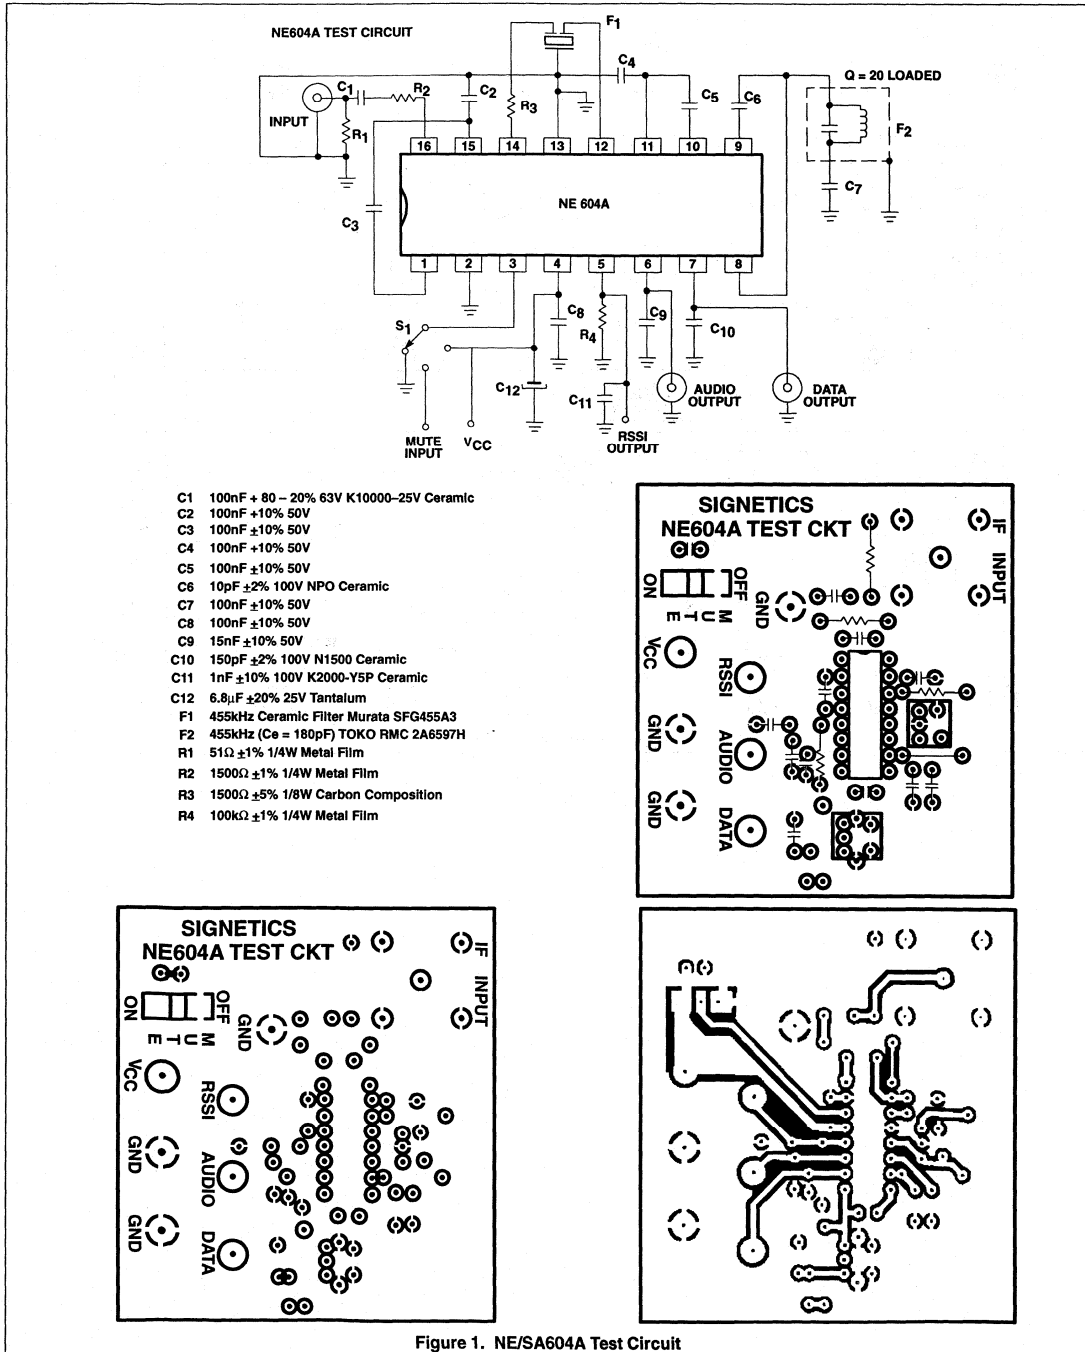 NE604A TEST CIRCUIT
F1
C4
Q = 20 LOADED
C1
R2
C2
R3
C5
C6
F2
INPUT
R1
16 15 14 13 12 11 10 9
C7
NE 604A
C3
1 2 3 4 5 6 7 8
S1
C8
R4
C9
C10
C12
C11
AUDIO OUTPUT
DATA OUTPUT
MUTE INPUT
VCC
RSSI OUTPUT
C1 100nF + 80 – 20% 63V K10000–25V Ceramic
C2 100nF +10% 50V
C3 100nF ±10% 50V
C4 100nF +10% 50V
C5 100nF ±10% 50V
C6 10pF ±2% 100V NPO Ceramic
C7 100nF ±10% 50V
C8 100nF ±10% 50V
C9 15nF ±10% 50V
C10 150pF ±2% 100V N1500 Ceramic
C11 1nF ±10% 100V K2000-Y5P Ceramic
C12 6.8µF ±20% 25V Tantalum
F1 455kHz Ceramic Filter Murata SFG455A3
F2 455kHz (Ce = 180pF) TOKO RMC 2A6597H
R1 51Ω ±1% 1/4W Metal Film
R2 1500Ω ±1% 1/4W Metal Film
R3 1500Ω ±5% 1/8W Carbon Composition
R4 100kΩ ±1% 1/4W Metal Film
SIGNETICS
NE604A TEST CKT
IF INPUT
ON
OFF
MUTE
GND
VCC
RSSI
GND
AUDIO
GND
DATA
SIGNETICS
NE604A TEST CKT
IF INPUT
ON
OFF
MUTE
GND
VCC
RSSI
GND
AUDIO
GND
DATA
Figure 1. NE/SA604A Test Circuit